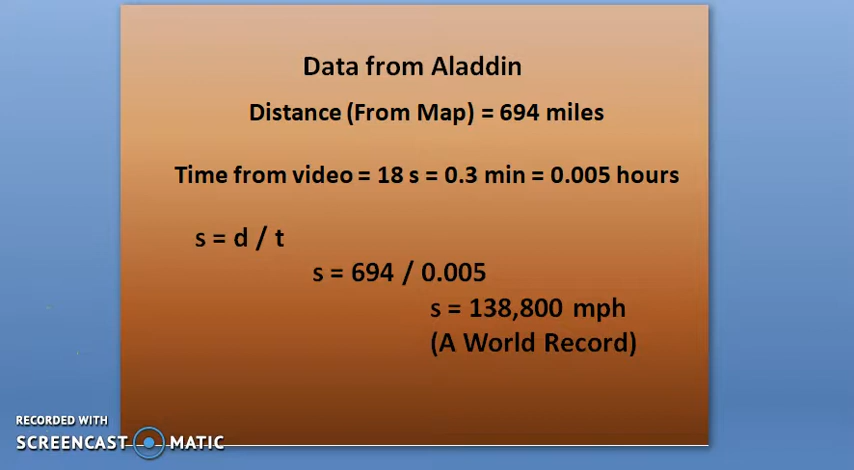 Data from Aladdin
Distance (From Map) = 694 miles
Time from video = 18 s = 0.3 min = 0.005 hours
s = d / t
s = 694 / 0.005
s = 138,800 mph
(A World Record)
RECORDED WITH
SCREENCAST MATIC